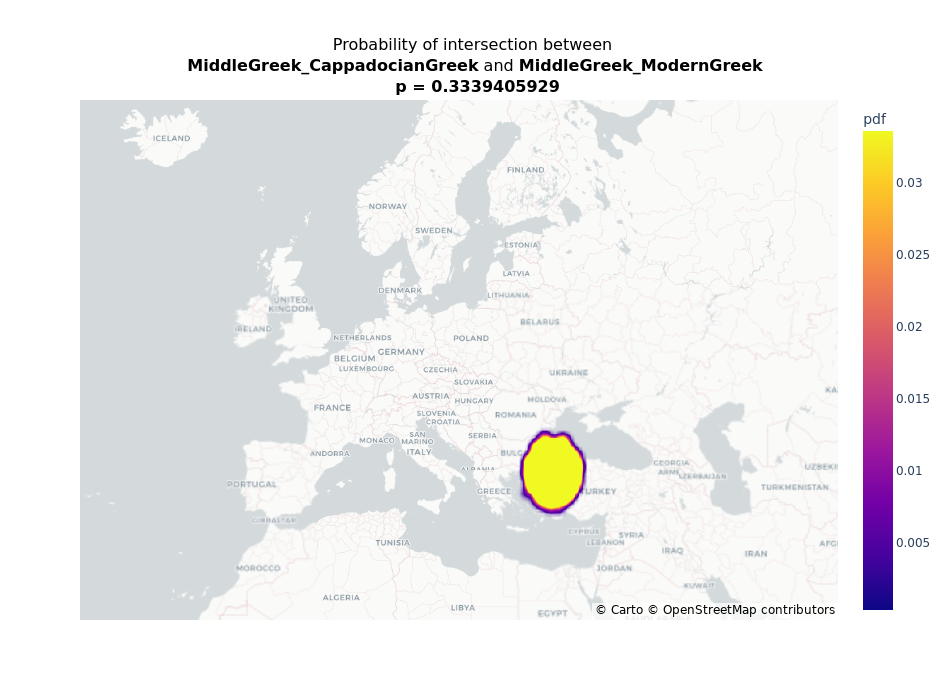 Probability of intersection between
MiddleGreek_CappadocianGreek and MiddleGreek_ModernGreek
p = 0.3339405929
pdf
0.03
0.025
0.02
0.015
0.01
0.005
ICELAND
FINLAND
NORWAY
SWEDEN
ESTONIA
LATVIA
DENMARK
LITHUANIA
UNITED
KINGDOM
IRELAND
BELARUS
NETHERLANDS
POLAND
BELGIUM
GERMANY
LUXEMBOURG
CZECHIA
UKRAINE
SLOVAKIA
KA
AUSTRIA
HUNGARY
MOLDOVA
FRANCE
SLOVENIA
CROATIA
ROMANIA
MONACO
SAN
MARINO
SERBIA
ANDORRA
ITALY
BULG
GEORGIA
ARM
ALBANIA
UZBEKI
AZERBAIJAN
PORTUGAL
GREECE
URKEY
TURKMENISTAN
GIBRALTAR
CYPRUS
SYRIA
TUNISIA
LEBANON
AFG
IRAQ
IRAN
MOROCCO
JORDAN
KUWAIT
ALGERIA
LIBYA
EGYPT
© Carto © OpenStreetMap contributors